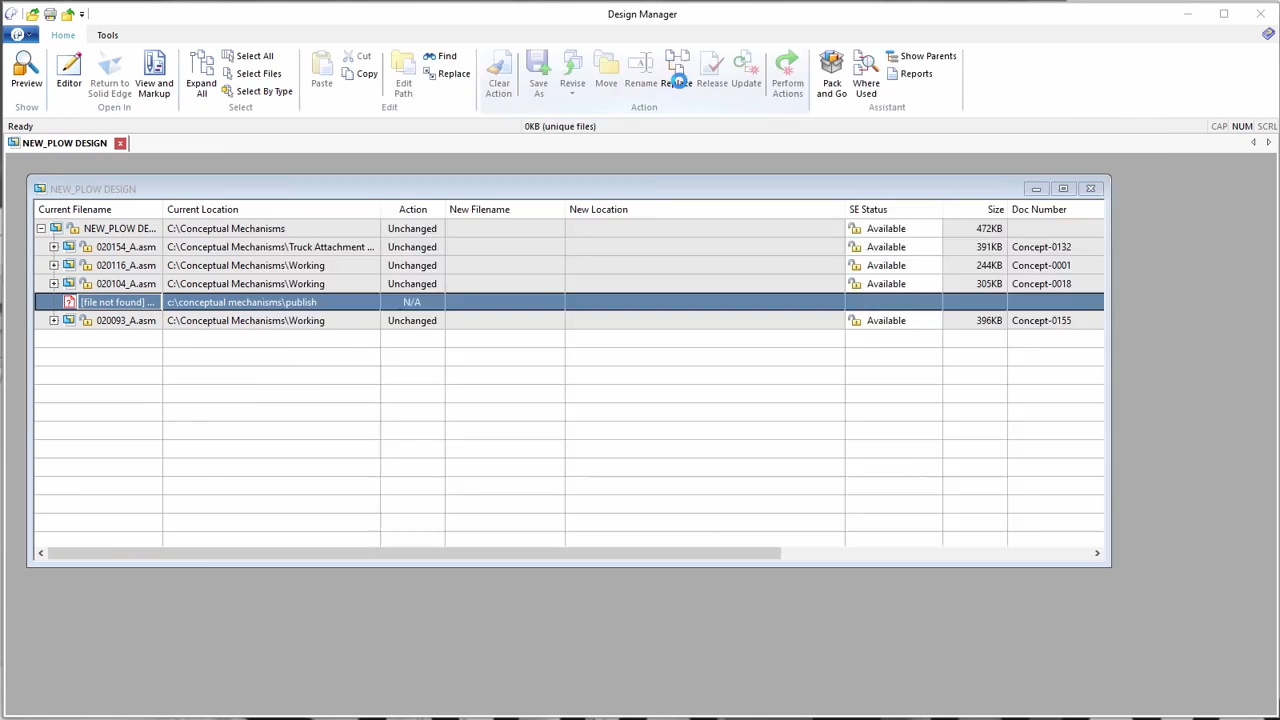 Design Manager
Home Tools
Preview
Editor
Return to Solid Edge
View and Markup
Expand All
Select All
Select Files
Select By Type
Paste
Cut
Copy
Edit Path
Find
Replace
Clear Action
Save As
Revise
Move
Rename
Replace
Release
Update
Perform Actions
Pack and Go
Where Used
Show Parents
Reports
Show Open In Select Edit Action Assistant
Ready 0KB (unique files) CAP NUM SCRL
NEW_PLOW DESIGN
NEW_PLOW DESIGN
Current Filename Current Location Action New Filename New Location SE Status Size Doc Number
NEW_PLOW DE... C:\Conceptual Mechanisms Unchanged Available 472KB
020154_A.asm C:\Conceptual Mechanisms\Truck Attachment ... Unchanged Available 391KB Concept-0132
020116_A.asm C:\Conceptual Mechanisms\Working Unchanged Available 244KB Concept-0001
020104_A.asm C:\Conceptual Mechanisms\Working Unchanged Available 305KB Concept-0018
[file not found] ... c:\conceptual mechanisms\publish N/A
020093_A.asm C:\Conceptual Mechanisms\Working Unchanged Available 396KB Concept-0155